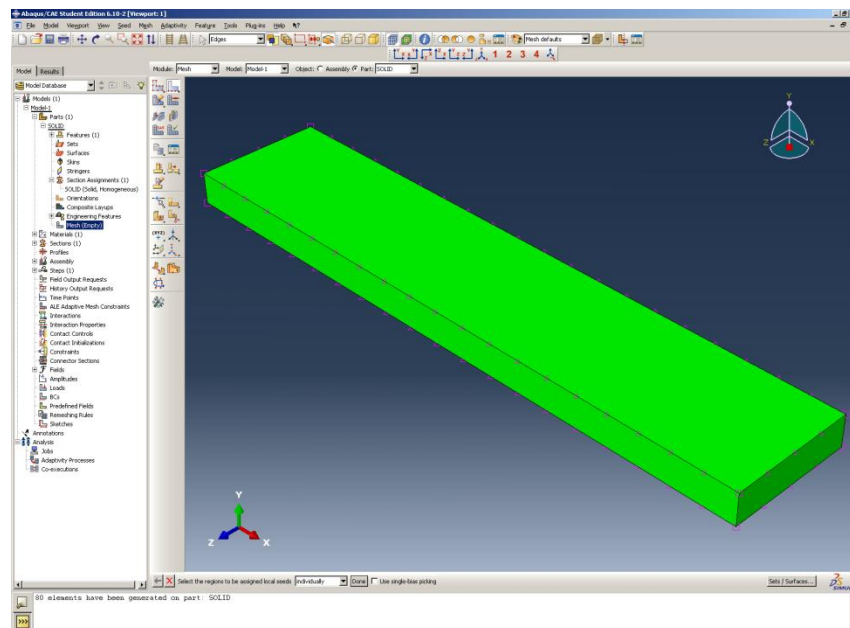 Abaqus/CAE Student Edition 6.10-2 [Viewport: 1]
File Model Viewport View Seed Mesh Adaptivity Feature Tools Plug-ins Help
Edges
Mesh defaults
1 2 3 4
Model Results
Module: Mesh Model: Model-1 Object: Assembly Part: SOLID
Model Database
Models (1)
Model-1
Parts (1)
SOLID
Features (1)
Sets
Surfaces
Skins
Stringers
Section Assignments (1)
SOLID (Solid, Homogeneous)
Orientations
Composite Layups
Engineering Features
Mesh (Empty)
Materials (1)
Sections (1)
Profiles
Assembly
Steps (1)
Field Output Requests
History Output Requests
Time Points
ALE Adaptive Mesh Constraints
Interactions
Interaction Properties
Contact Controls
Contact Initializations
Constraints
Connector Sections
Fields
Amplitudes
Loads
BCs
Predefined Fields
Remeshing Rules
Sketches
Annotations
Analysis
Jobs
Adaptivity Processes
Co-executions
Y
Z
X
Y
Z
X
Select the regions to be assigned local seeds individually Done Use single-bias picking
Sets / Surfaces...
SIMULIA
80 elements have been generated on part: SOLID
>>>